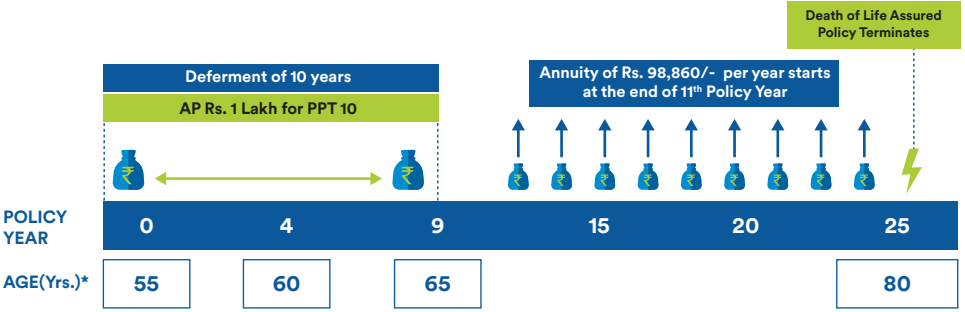 Death of Life Assured
Policy Terminates
Deferment of 10 years
AP Rs. 1 Lakh for PPT 10
Annuity of Rs. 98,860/- per year starts
at the end of 11th Policy Year
₹ ₹ ₹ ₹ ₹ ₹ ₹ ₹ ₹ ₹ ₹
POLICY
YEAR
0 4 9 15 20 25
AGE(Yrs.)*
55 60 65 80